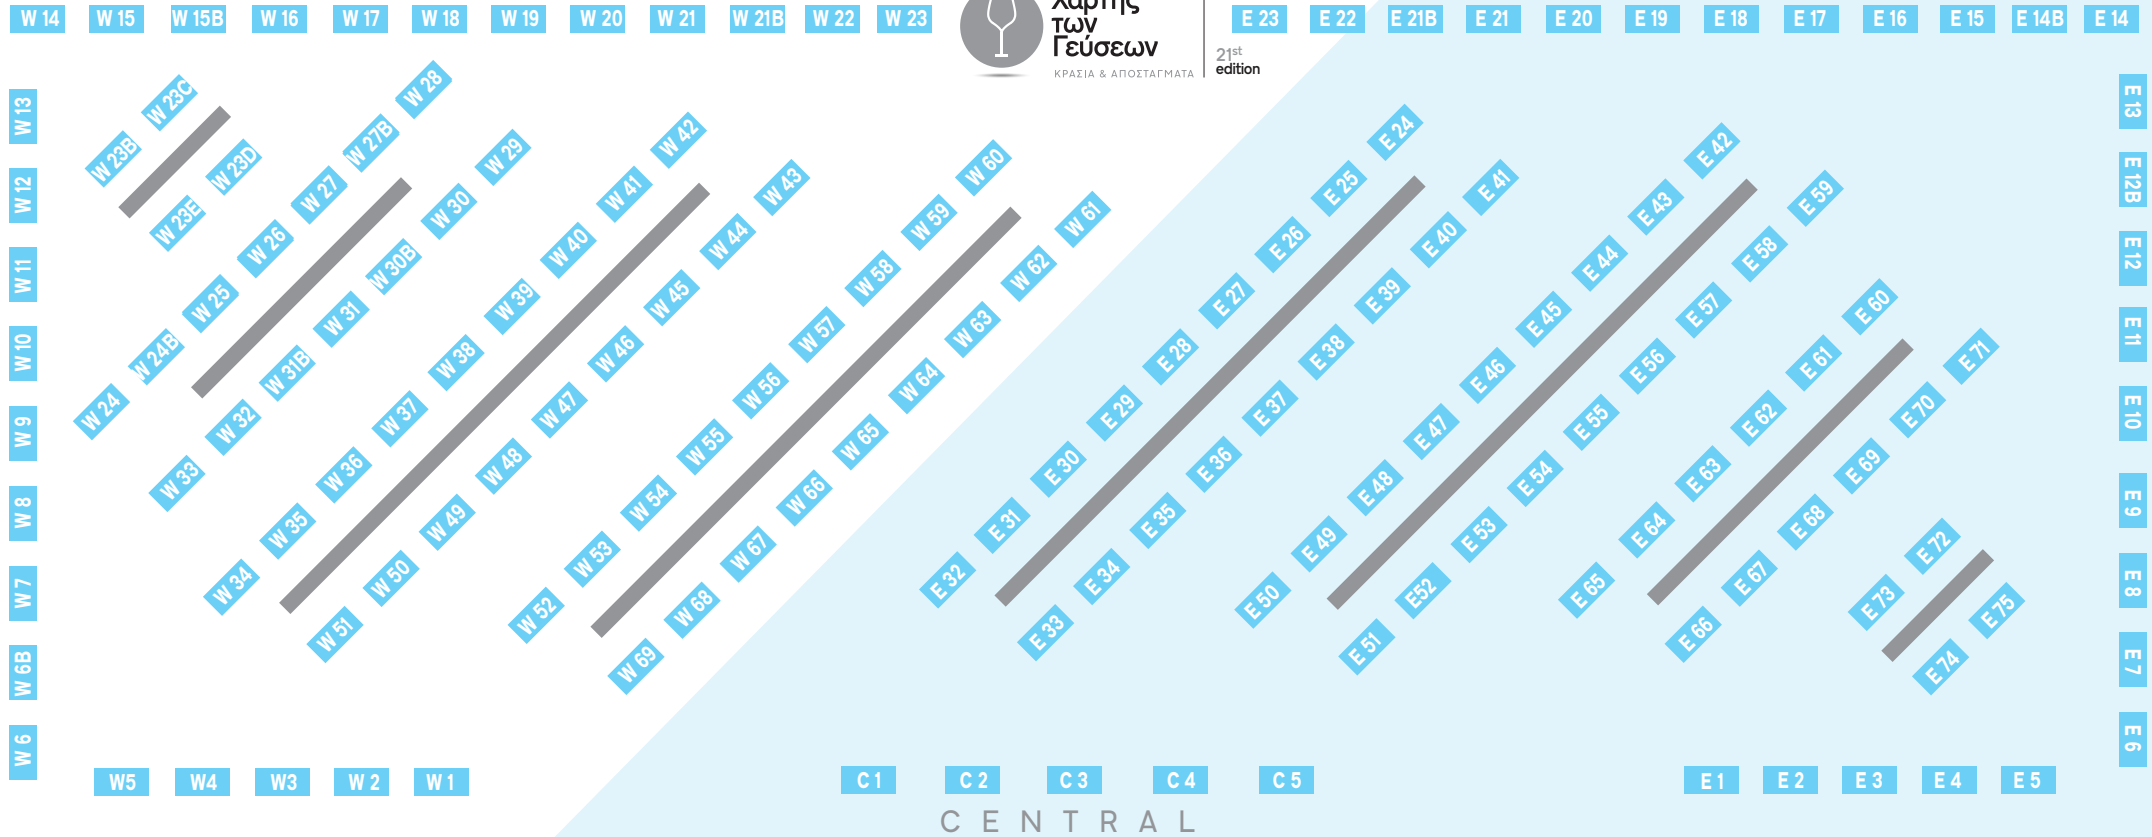 W 14
W 15
W 15B
W 16
W 17
W 18
W 19
W 20
W 21
W 21B
W 22
W 23
Χάρτης
των
Γεύσεων
ΚΡΑΣΙΑ & ΑΠΟΣΤΑΓΜΑΤΑ
21st
edition
E 23
E 22
E 21B
E 21
E 20
E 19
E 18
E 17
E 16
E 15
E 14B
E 14
W 13
W 12
W 11
W 10
W 9
W 8
W 7
W 6B
W 6
W 23B
W 23C
W 23E
W 23D
W 24
W 24B
W 25
W 26
W 27
W 27B
W 28
W 33
W 32
W 31B
W 31
W 30B
W 30
W 29
W 34
W 35
W 36
W 37
W 38
W 39
W 40
W 41
W 42
W 51
W 50
W 49
W 48
W 47
W 46
W 45
W 44
W 43
W 52
W 53
W 54
W 55
W 56
W 57
W 58
W 59
W 60
W 69
W 68
W 67
W 66
W 65
W 64
W 63
W 62
W 61
E 32
E 31
E 30
E 29
E 28
E 27
E 26
E 25
E 24
E 33
E 34
E 35
E 36
E 37
E 38
E 39
E 40
E 41
E 50
E 49
E 48
E 47
E 46
E 45
E 44
E 43
E 42
E 51
E52
E 53
E 54
E 55
E 56
E 57
E 58
E 59
E 65
E 64
E 63
E 62
E 61
E 60
E 66
E 67
E 68
E 69
E 70
E 71
E 73
E 72
E 74
E 75
E 13
E 12B
E 12
E 11
E 10
E 9
E 8
E 7
E 6
W5
W4
W3
W 2
W 1
C 1
C 2
C 3
C 4
C 5
E 1
E 2
E 3
E 4
E 5
CENTRAL